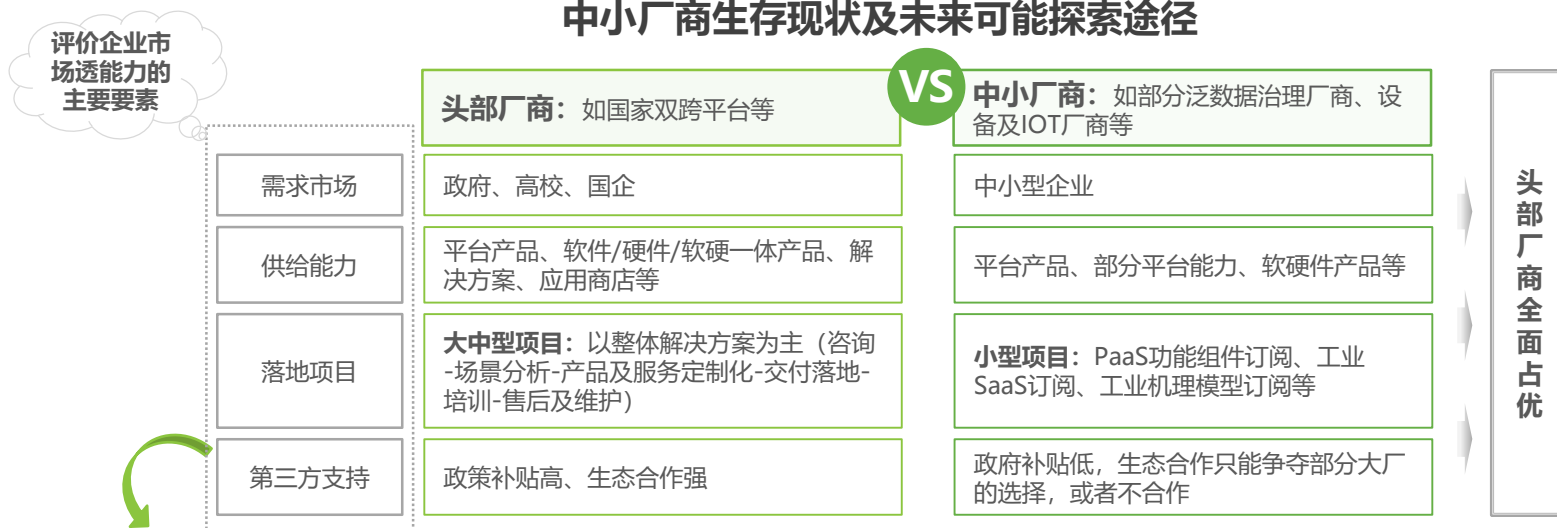 中小厂商生存现状及未来可能探索途径
评价企业市
场透能力的
主要要素
头部厂商：如国家双跨平台等
VS
中小厂商：如部分泛数据治理厂商、设
备及IOT厂商等
需求市场
政府、高校、国企
中小型企业
供给能力
平台产品、软件/硬件/软硬一体产品、解
决方案、应用商店等
平台产品、部分平台能力、软硬件产品等
落地项目
大中型项目：以整体解决方案为主（咨询
-场景分析-产品及服务定制化-交付落地-
培训-售后及维护）
小型项目：PaaS功能组件订阅、工业
SaaS订阅、工业机理模型订阅等
第三方支持
政策补贴高、生态合作强
政府补贴低，生态合作只能争夺部分大厂
的选择，或者不合作
头部厂商全面占优